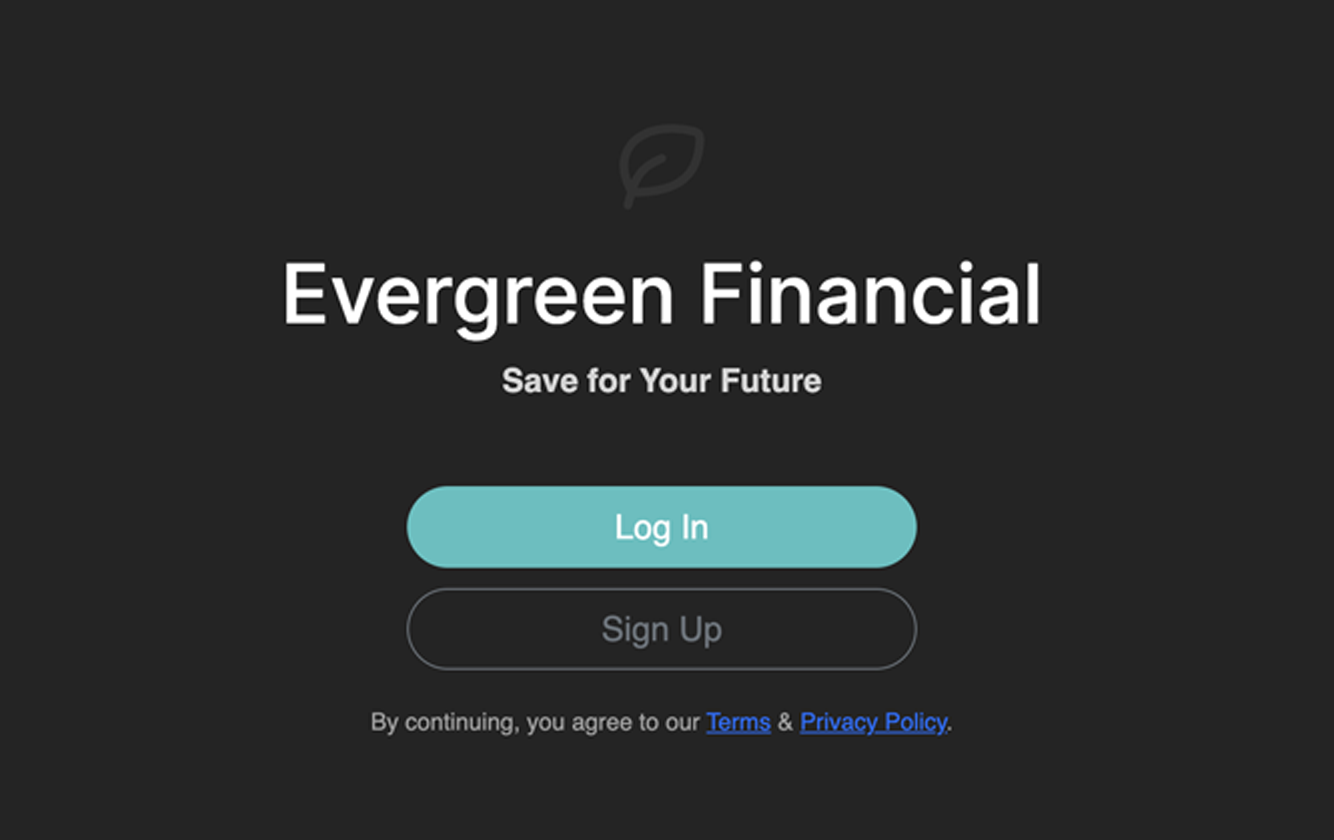 Evergreen Financial
Save for Your Future
Log In
Sign Up
By continuing, you agree to our Terms & Privacy Policy.